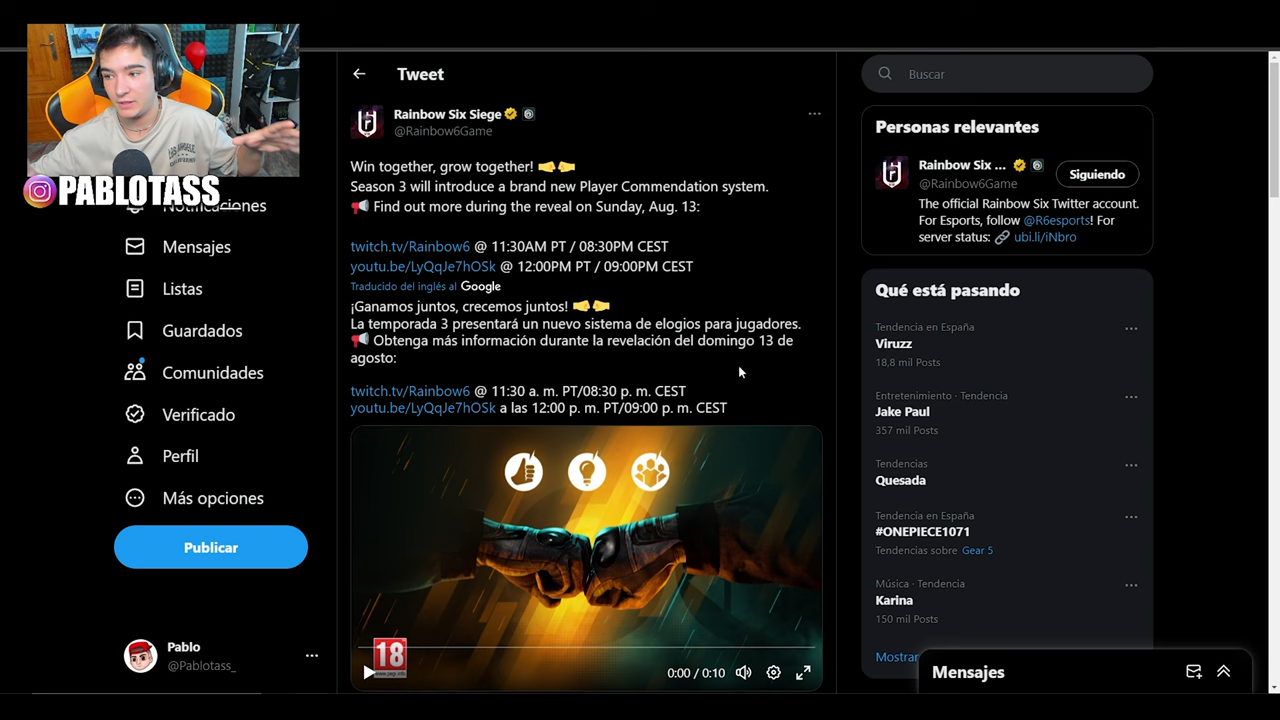 PABLOTASS
Notificaciones
Mensajes
Listas
Guardados
Comunidades
Verificado
Perfil
Más opciones
Publicar
Pablo
@Pablotass_
Tweet
Rainbow Six Siege
@Rainbow6Game
Win together, grow together!
Season 3 will introduce a brand new Player Commendation system.
Find out more during the reveal on Sunday, Aug. 13:
twitch.tv/Rainbow6 @ 11:30AM PT / 08:30PM CEST
youtu.be/LyQqJe7hOSk @ 12:00PM PT / 09:00PM CEST
Traducido del inglés al Google
¡Ganamos juntos, crecemos juntos!
La temporada 3 presentará un nuevo sistema de elogios para jugadores.
Obtenga más información durante la revelación del domingo 13 de
agosto:
twitch.tv/Rainbow6 @ 11:30 a. m. PT/08:30 p. m. CEST
youtu.be/LyQqJe7hOSk a las 12:00 p. m. PT/09:00 p. m. CEST
18
www.pegi.info
0:00 / 0:10
Buscar
Personas relevantes
Rainbow Six ...
@Rainbow6Game
Siguiendo
The official Rainbow Six Twitter account.
For Esports, follow @R6esports! For
server status: ubi.li/iNbro
Qué está pasando
Tendencia en España
Viruzz
18,8 mil Posts
Entretenimiento · Tendencia
Jake Paul
357 mil Posts
Tendencias
Quesada
Tendencia en España
#ONEPIECE1071
Tendencias sobre Gear 5
Música · Tendencia
Karina
150 mil Posts
Mostrar
Mensajes